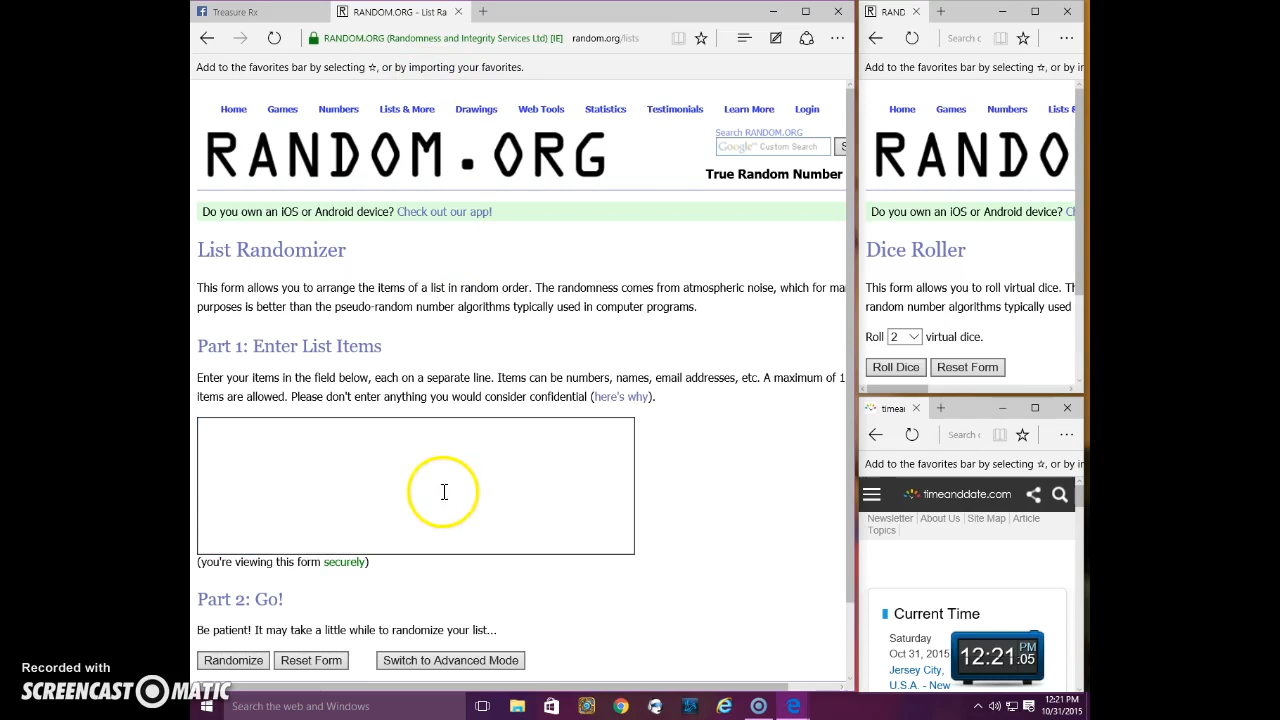 Treasure Rx
RANDOM.ORG - List Ra
RANDOM.ORG (Randomness and Integrity Services Ltd) [IE] random.org/lists
Add to the favorites bar by selecting ☆, or by importing your favorites.
Home Games Numbers Lists & More Drawings Web Tools Statistics Testimonials Learn More Login
RANDOM.ORG
Search RANDOM.ORG
Google™ Custom Search S
True Random Number
Do you own an iOS or Android device? Check out our app!
List Randomizer
This form allows you to arrange the items of a list in random order. The randomness comes from atmospheric noise, which for ma
purposes is better than the pseudo-random number algorithms typically used in computer programs.
Part 1: Enter List Items
Enter your items in the field below, each on a separate line. Items can be numbers, names, email addresses, etc. A maximum of 1
items are allowed. Please don't enter anything you would consider confidential (here's why).
(you're viewing this form securely)
Part 2: Go!
Be patient! It may take a little while to randomize your list...
Randomize Reset Form Switch to Advanced Mode
RAND
Search c
Add to the favorites bar by selecting ☆, or by i
Home Games Numbers Lists &
RANDO
Do you own an iOS or Android device? Ch
Dice Roller
This form allows you to roll virtual dice. Th
random number algorithms typically used
Roll 2 virtual dice.
Roll Dice Reset Form
timear
Search c
Add to the favorites bar by selecting ☆, or by i
timeanddate.com
Newsletter About Us Site Map Article
Topics
Current Time
Saturday
Oct 31, 2015
Jersey City,
U.S.A. - New
12:21:05 PM
Recorded with
SCREENCAST-O-MATIC
Search the web and Windows
12:21 PM
10/31/2015